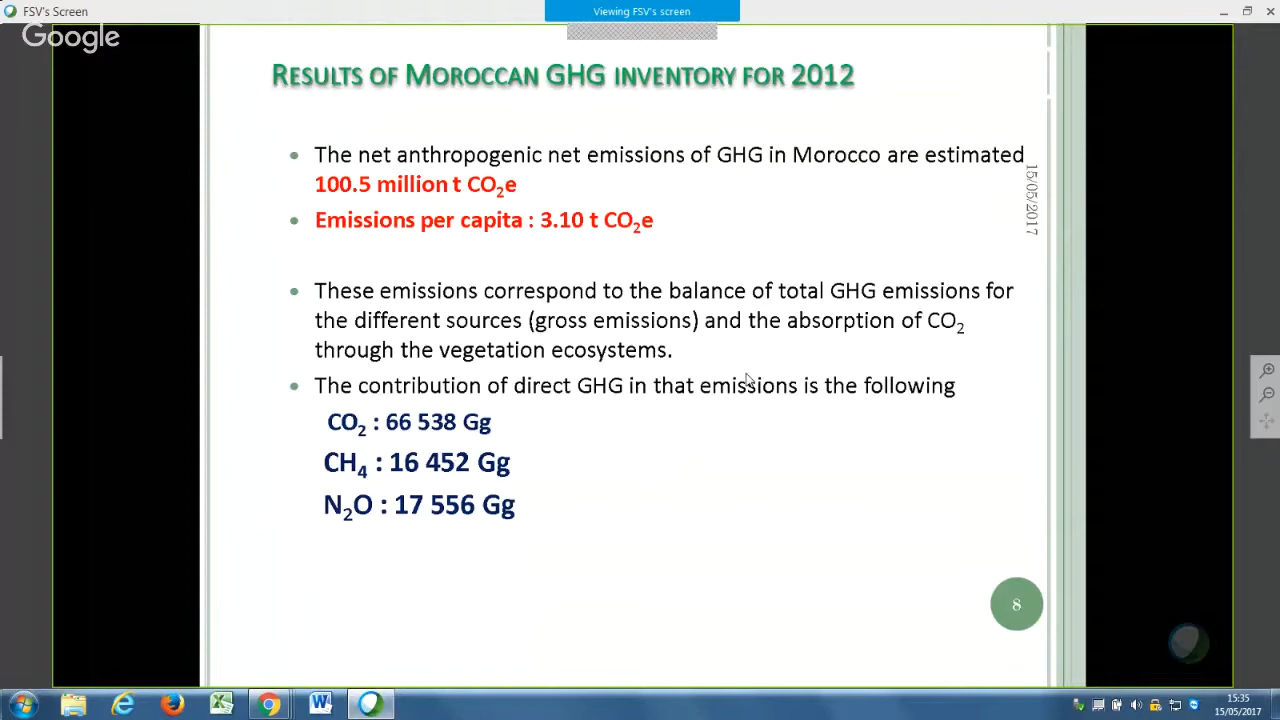 FSV's Screen
Viewing FSV's screen
Google
RESULTS OF MOROCCAN GHG INVENTORY FOR 2012
• The net anthropogenic net emissions of GHG in Morocco are estimated
100.5 million t CO₂e
• Emissions per capita : 3.10 t CO₂e
15/05/2017
• These emissions correspond to the balance of total GHG emissions for
the different sources (gross emissions) and the absorption of CO₂
through the vegetation ecosystems.
• The contribution of direct GHG in that emissions is the following
CO₂ : 66 538 Gg
CH₄ : 16 452 Gg
N₂O : 17 556 Gg
8
15:35
15/05/2017